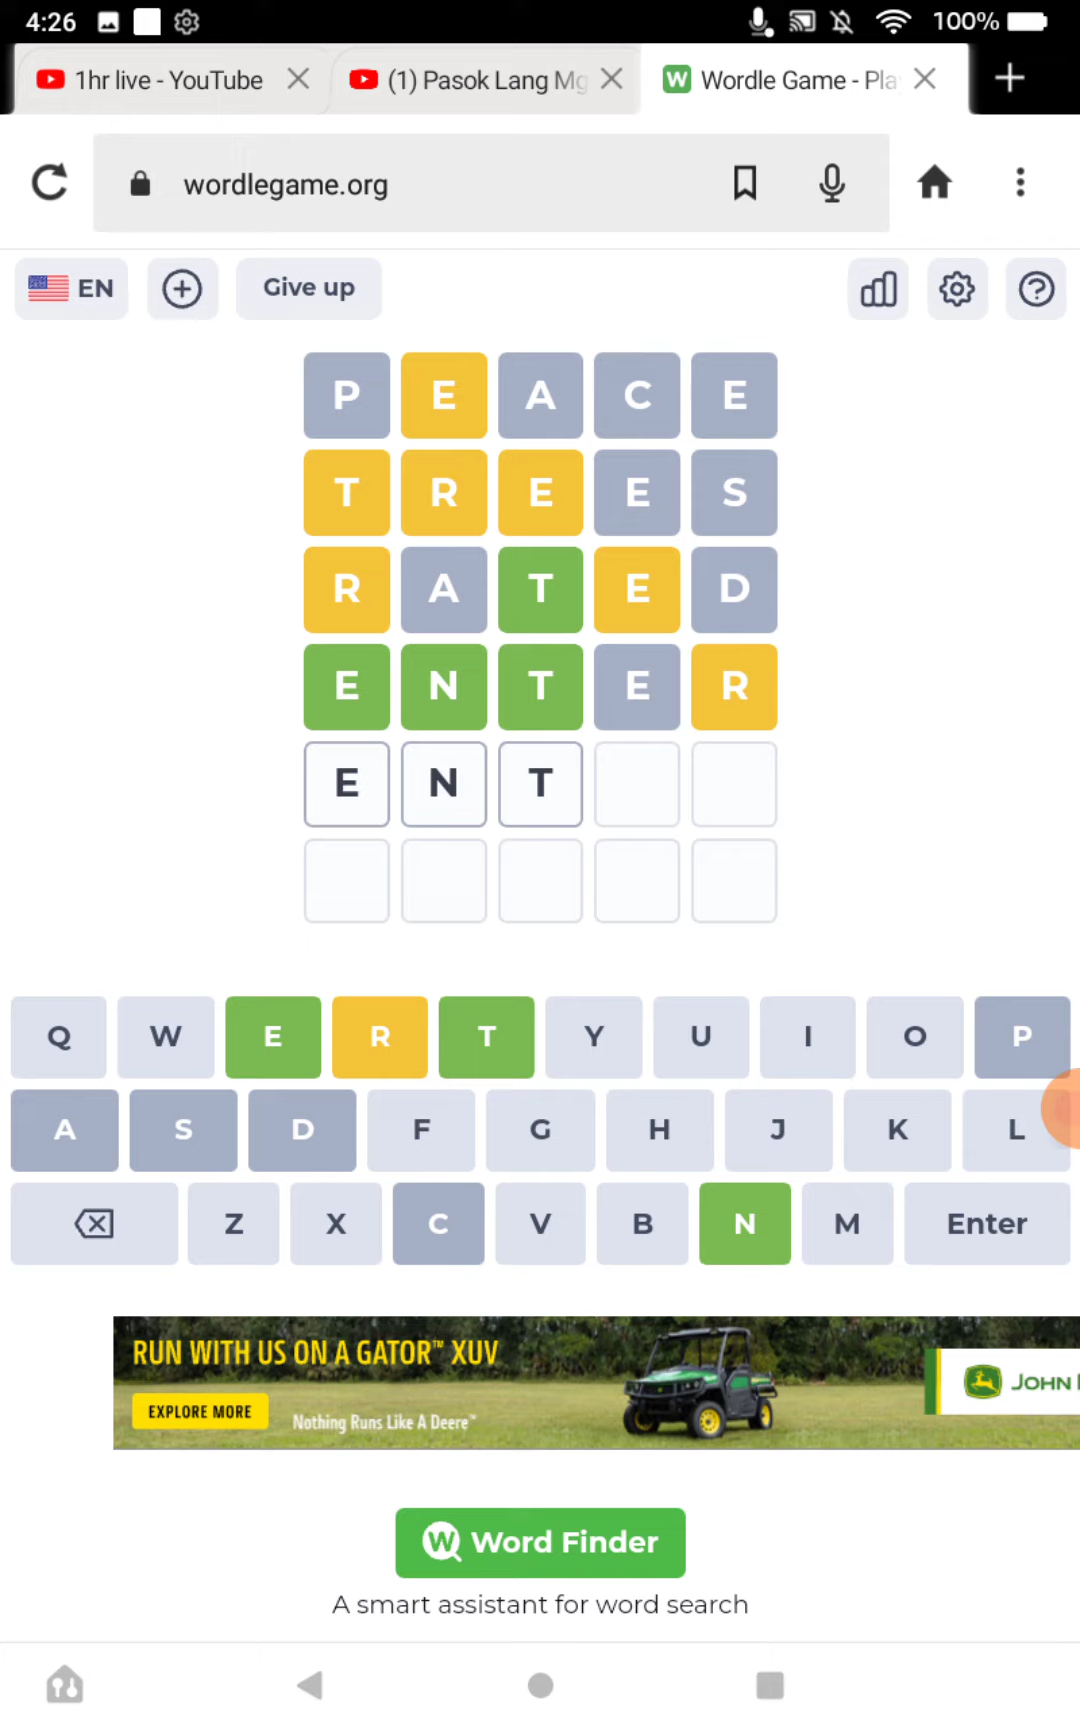 4:26 100%
1hr live - YouTube (1) Pasok Lang Mg Wordle Game - Pla
wordlegame.org
EN Give up
P E A C E
T R E E S
R A T E D
E N T E R
E N T
Q W E R T Y U I O P
A S D F G H J K L
Z X C V B N M Enter
RUN WITH US ON A GATOR™ XUV
EXPLORE MORE Nothing Runs Like A Deere™
JOHN
W Word Finder
A smart assistant for word search